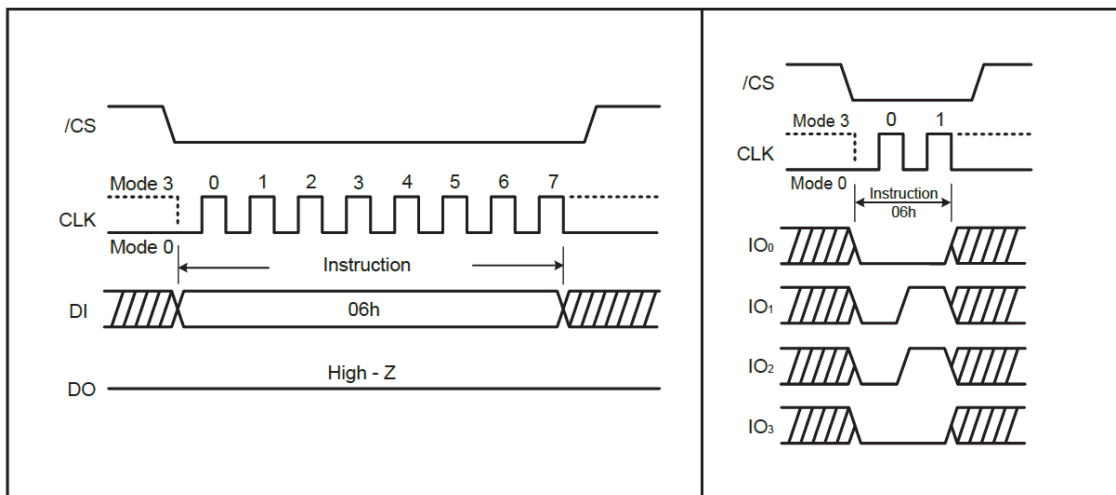 /CS
Mode 3 0 1 2 3 4 5 6 7
CLK
Mode 0
Instruction
DI 06h
High - Z
DO
/CS
Mode 3 0 1
CLK
Mode 0
Instruction
06h
IO₀
IO₁
IO₂
IO₃